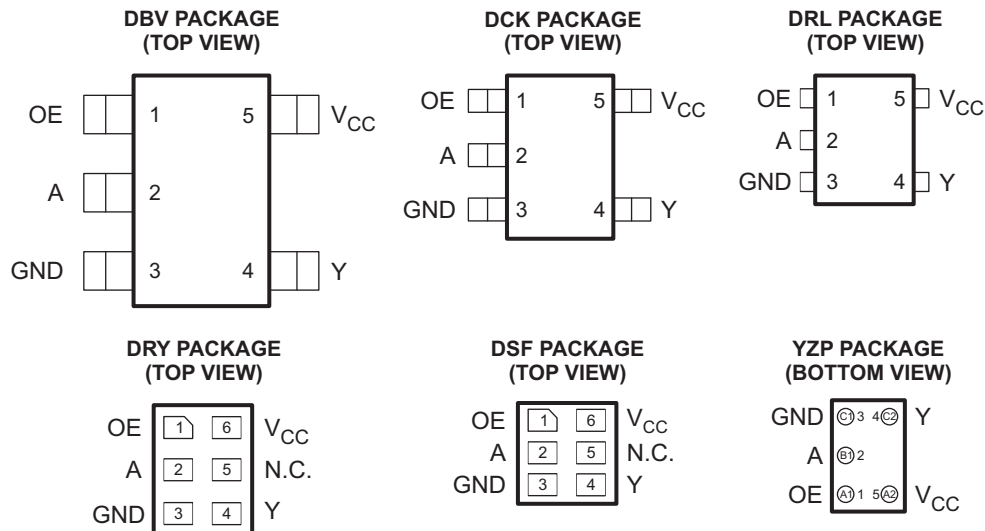 DBV PACKAGE
(TOP VIEW)
OE 1 5 VCC
A 2
GND 3 4 Y
DCK PACKAGE
(TOP VIEW)
OE 1 5 VCC
A 2
GND 3 4 Y
DRL PACKAGE
(TOP VIEW)
OE 1 5 VCC
A 2
GND 3 4 Y
DRY PACKAGE
(TOP VIEW)
OE 1 6 VCC
A 2 5 N.C.
GND 3 4 Y
DSF PACKAGE
(TOP VIEW)
OE 1 6 VCC
A 2 5 N.C.
GND 3 4 Y
YZP PACKAGE
(BOTTOM VIEW)
GND C1 3 4 C2 Y
A B1 2
OE A1 1 5 A2 VCC